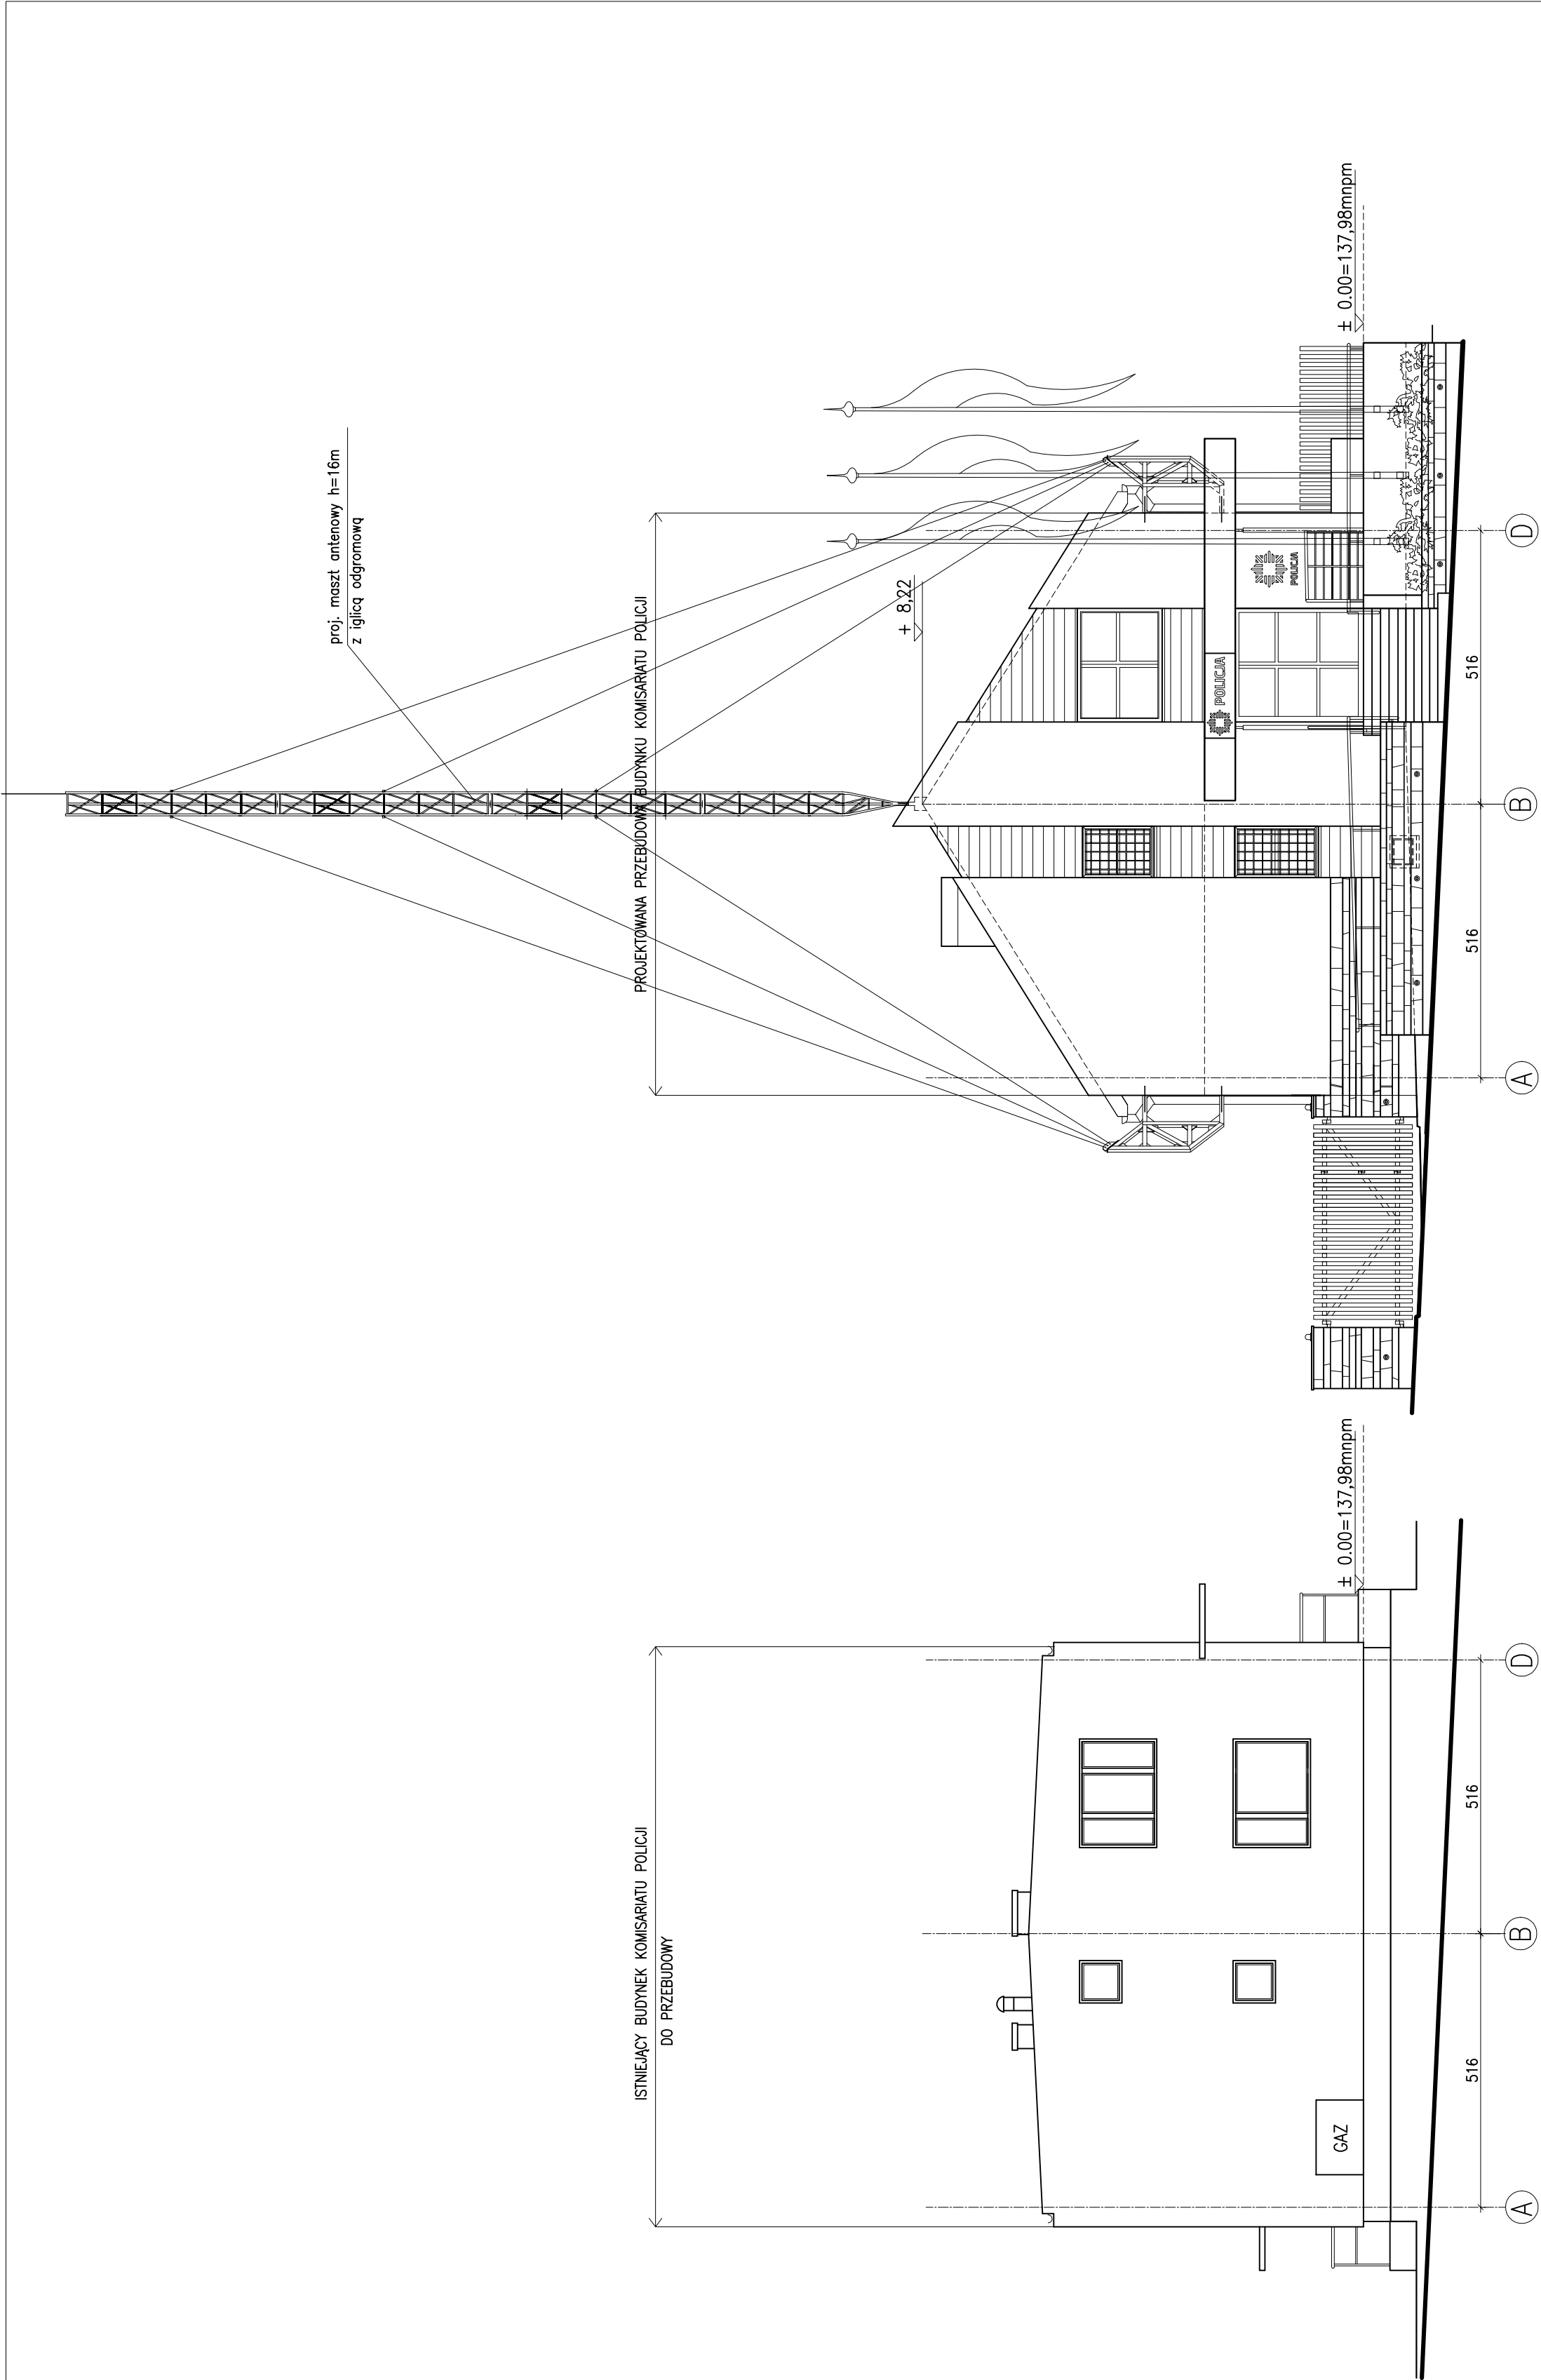 ISTNIEJĄCY BUDYNEK KOMISARIATU POLICJI
DO PRZEBUDOWY
GAZ
± 0.00=137,98mnpm
516
516
A
B
D
proj. maszt antenowy h=16m
z iglicą odgromową
PROJEKTOWANA PRZEBUDOWA BUDYNKU KOMISARIATU POLICJI
+ 8,22
POLICJA
POLICJA
± 0.00=137,98mnpm
516
516
A
B
D